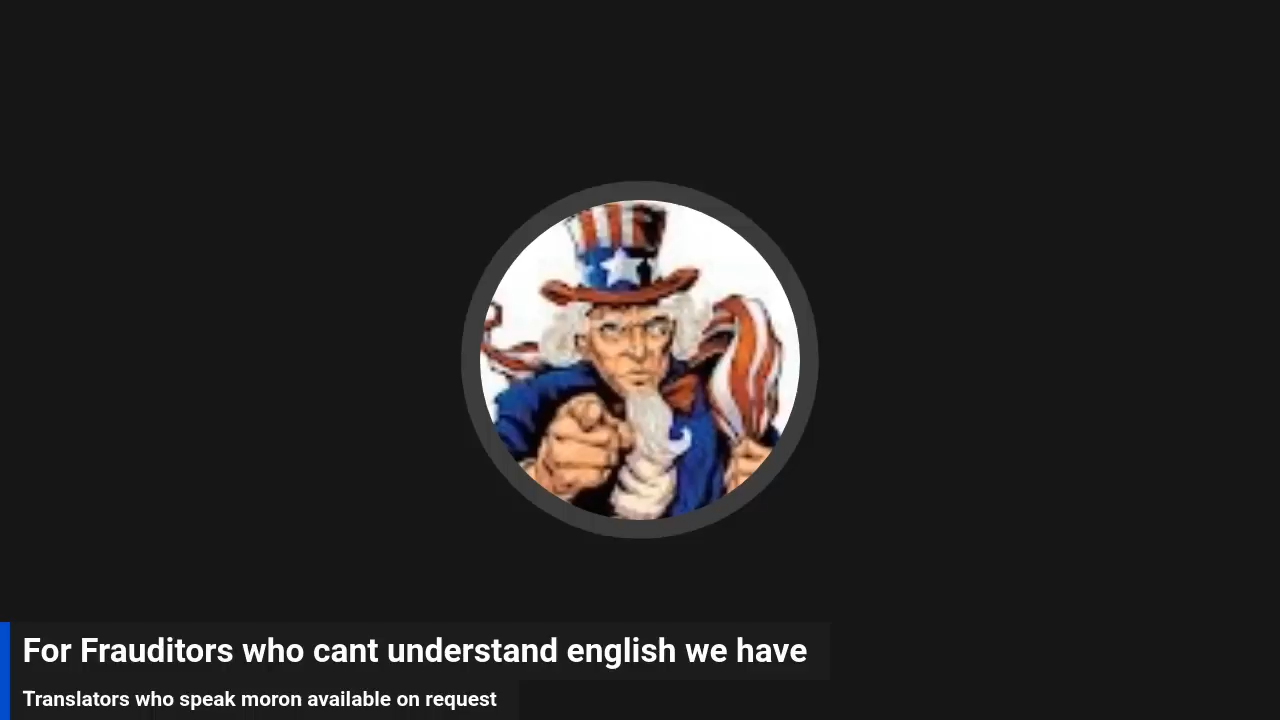 For Frauditors who cant understand english we have
Translators who speak moron available on request